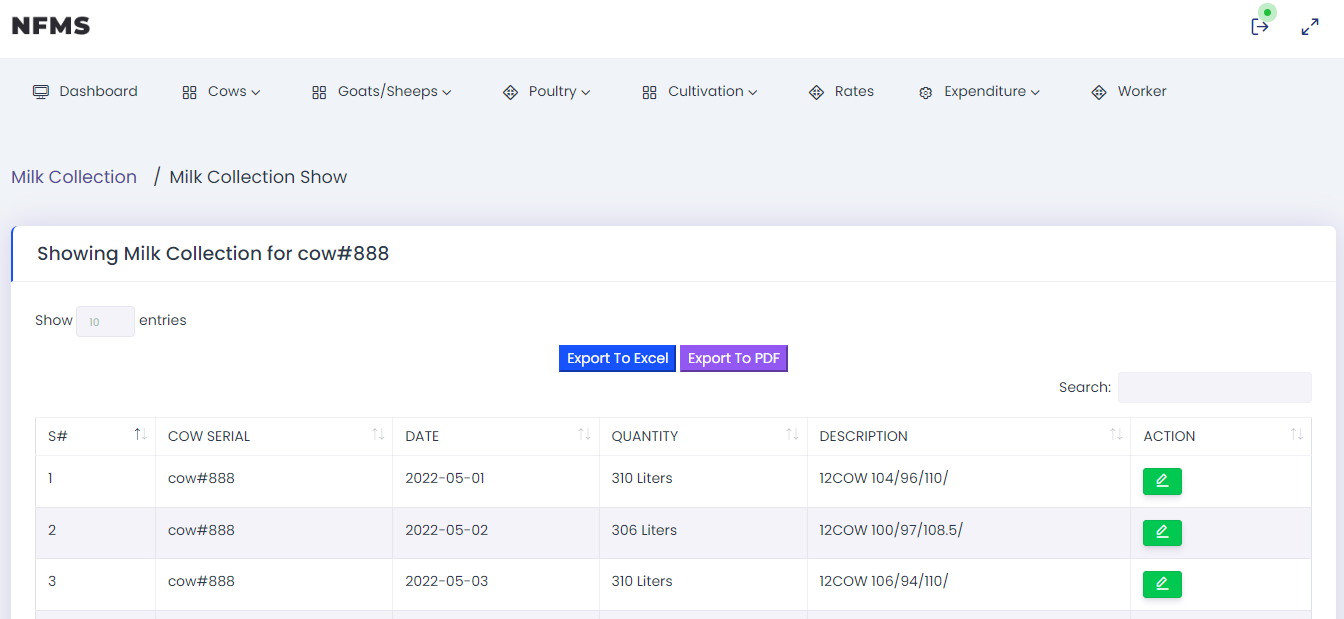 NFMS
Dashboard Cows Goats/Sheeps Poultry Cultivation Rates Expenditure Worker
Milk Collection / Milk Collection Show
Showing Milk Collection for cow#888
Show 10 entries
Export To Excel Export To PDF
Search:
S# COW SERIAL DATE QUANTITY DESCRIPTION ACTION
1 cow#888 2022-05-01 310 Liters 12COW 104/96/110/
2 cow#888 2022-05-02 306 Liters 12COW 100/97/108.5/
3 cow#888 2022-05-03 310 Liters 12COW 106/94/110/